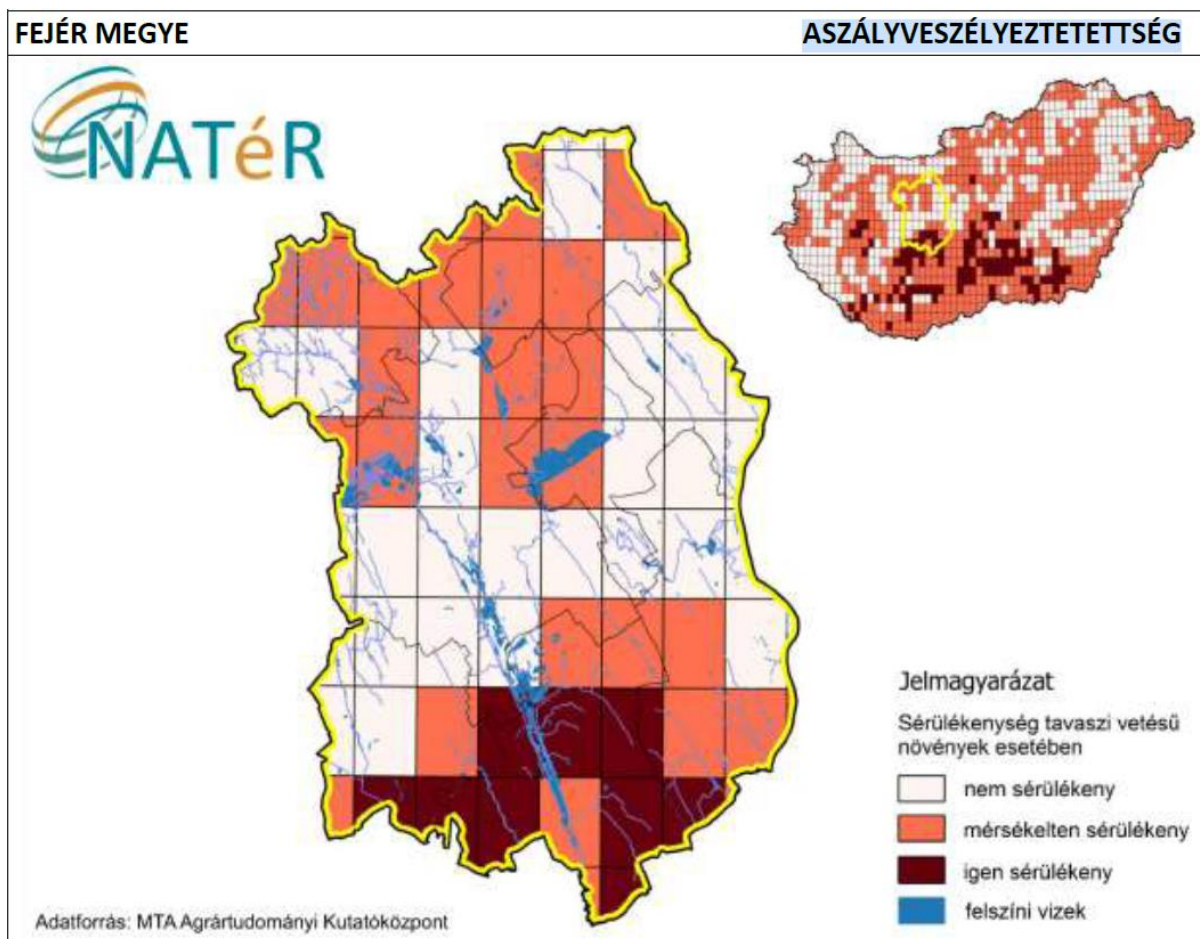 FEJÉR MEGYE
ASZÁLYVESZÉLYEZTETETTSÉG
NATéR
Jelmagyarázat
Sérülékenység tavaszi vetésű
növények esetében
nem sérülékeny
mérsékelten sérülékeny
igen sérülékeny
felszíni vizek
Adatforrás: MTA Agrártudományi Kutatóközpont